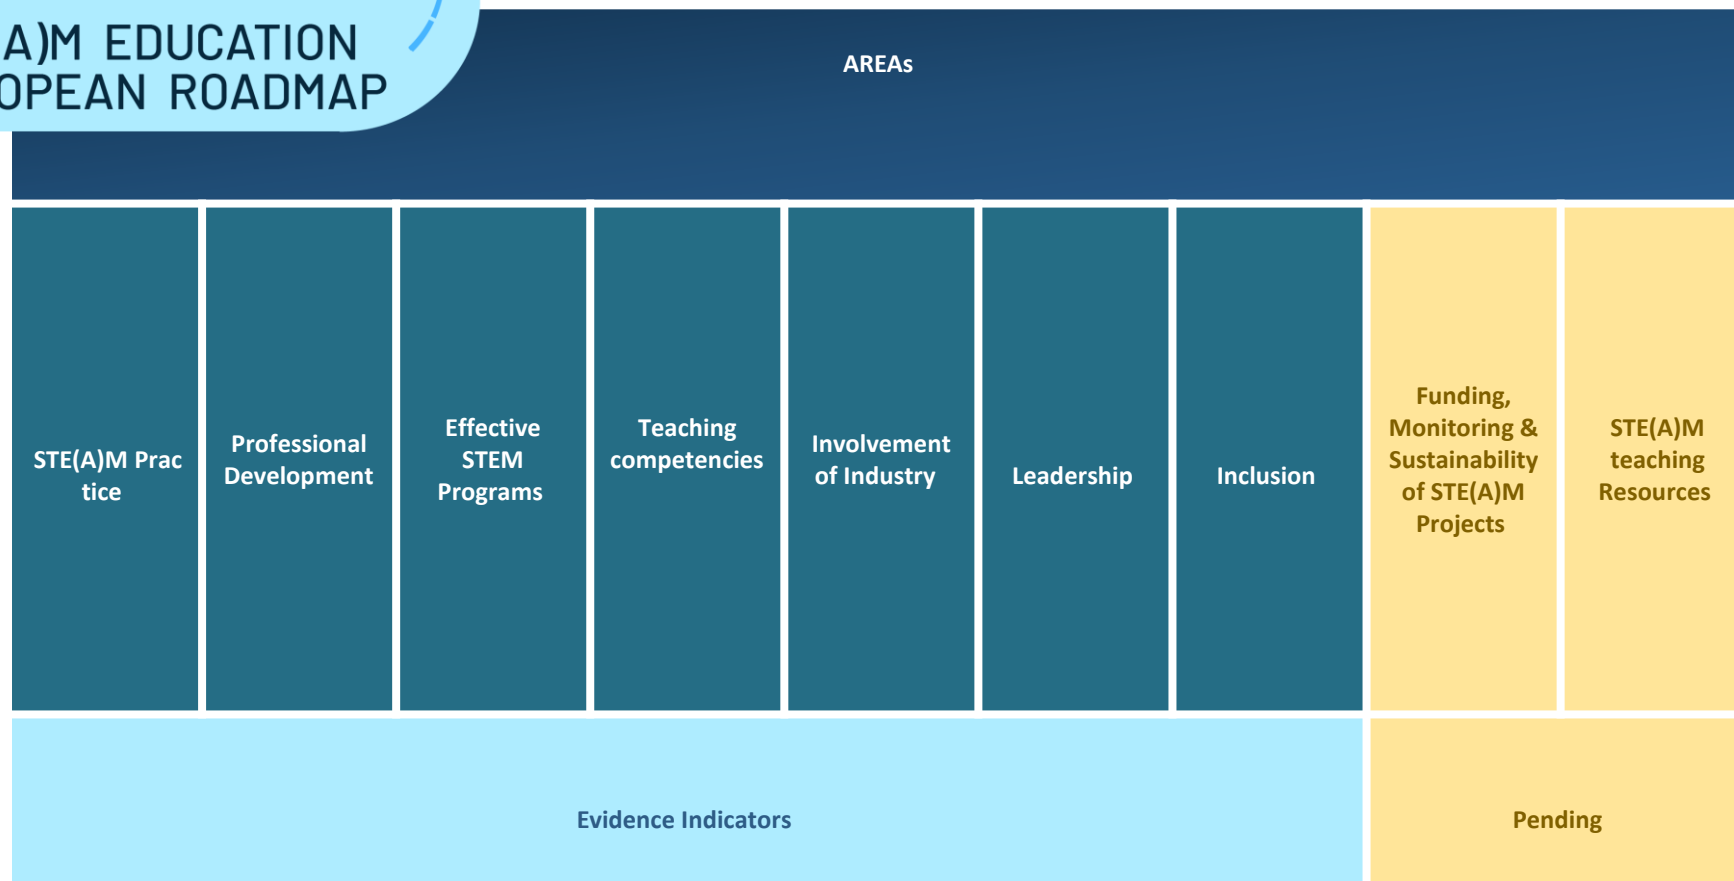 A)M EDUCATION
OPEAN ROADMAP
AREAs
STE(A)M Prac
tice
Professional
Development
Effective
STEM
Programs
Teaching
competencies
Involvement
of Industry
Leadership
Inclusion
Funding,
Monitoring &
Sustainability
of STE(A)M
Projects
STE(A)M
teaching
Resources
Evidence Indicators
Pending